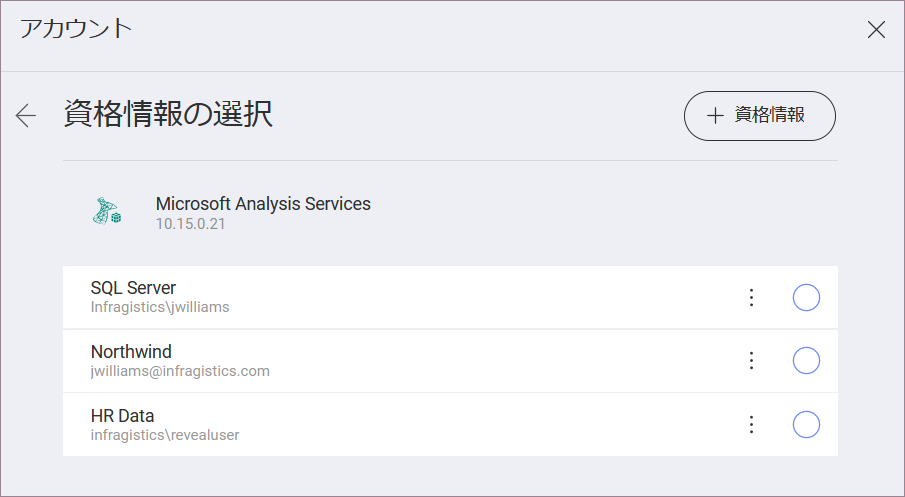 アカウント
資格情報の選択
資格情報
Microsoft Analysis Services
10.15.0.21
SQL Server
Infragistics\jwilliams
Northwind
jwilliams@infragistics.com
HR Data
infragistics\revealuser